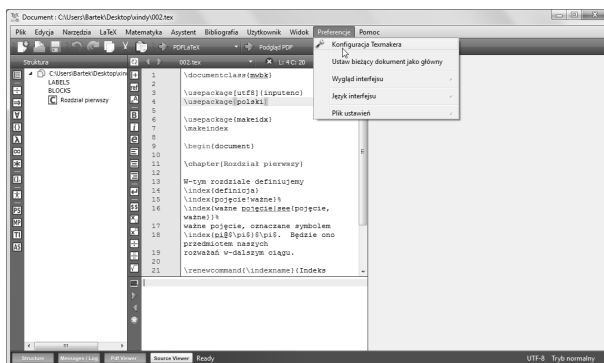 Document : C:\Users\Bartek\Desktop\xindy\002.tex
Plik Edycja Narzędzia LaTeX Matematyka Asystent Bibliografia Użytkownik Widok Preferencje Pomoc
PDFLaTeX Podgląd PDF
Konfiguracja Texmakera
Ustaw bieżący dokument jako główny
Wygląd interfejsu
Język interfejsu
Plik ustawień
Struktura 002.tex L: 4 C: 20
C:\Users\Bartek\Desktop\xin
LABELS
BLOCKS
Rozdział pierwszy
1 \documentclass{mwbk}
2
3 \usepackage[utf8]{inputenc}
4 \usepackage{polski}
5
6 \usepackage{makeidx}
7 \makeindex
8
9 \begin{document}
10
11 \chapter{Rozdział pierwszy}
12
13 W~tym rozdziale definiujemy
14 \index{definicja}
15 \index{pojęcie!ważne}%
16 \index{ważne pojęcie|see{pojęcie,
ważne}}%
17 ważne pojęcie, oznaczane symbolem
18 \index{pi@$\pi$}$\pi$. Będzie ono
przedmiotem naszych
19 rozważań w~dalszym ciągu.
20
21 \renewcommand{\indexname}{Indeks
Structure Messages / Log Pdf Viewer Source Viewer Ready UTF-8 Tryb normalny